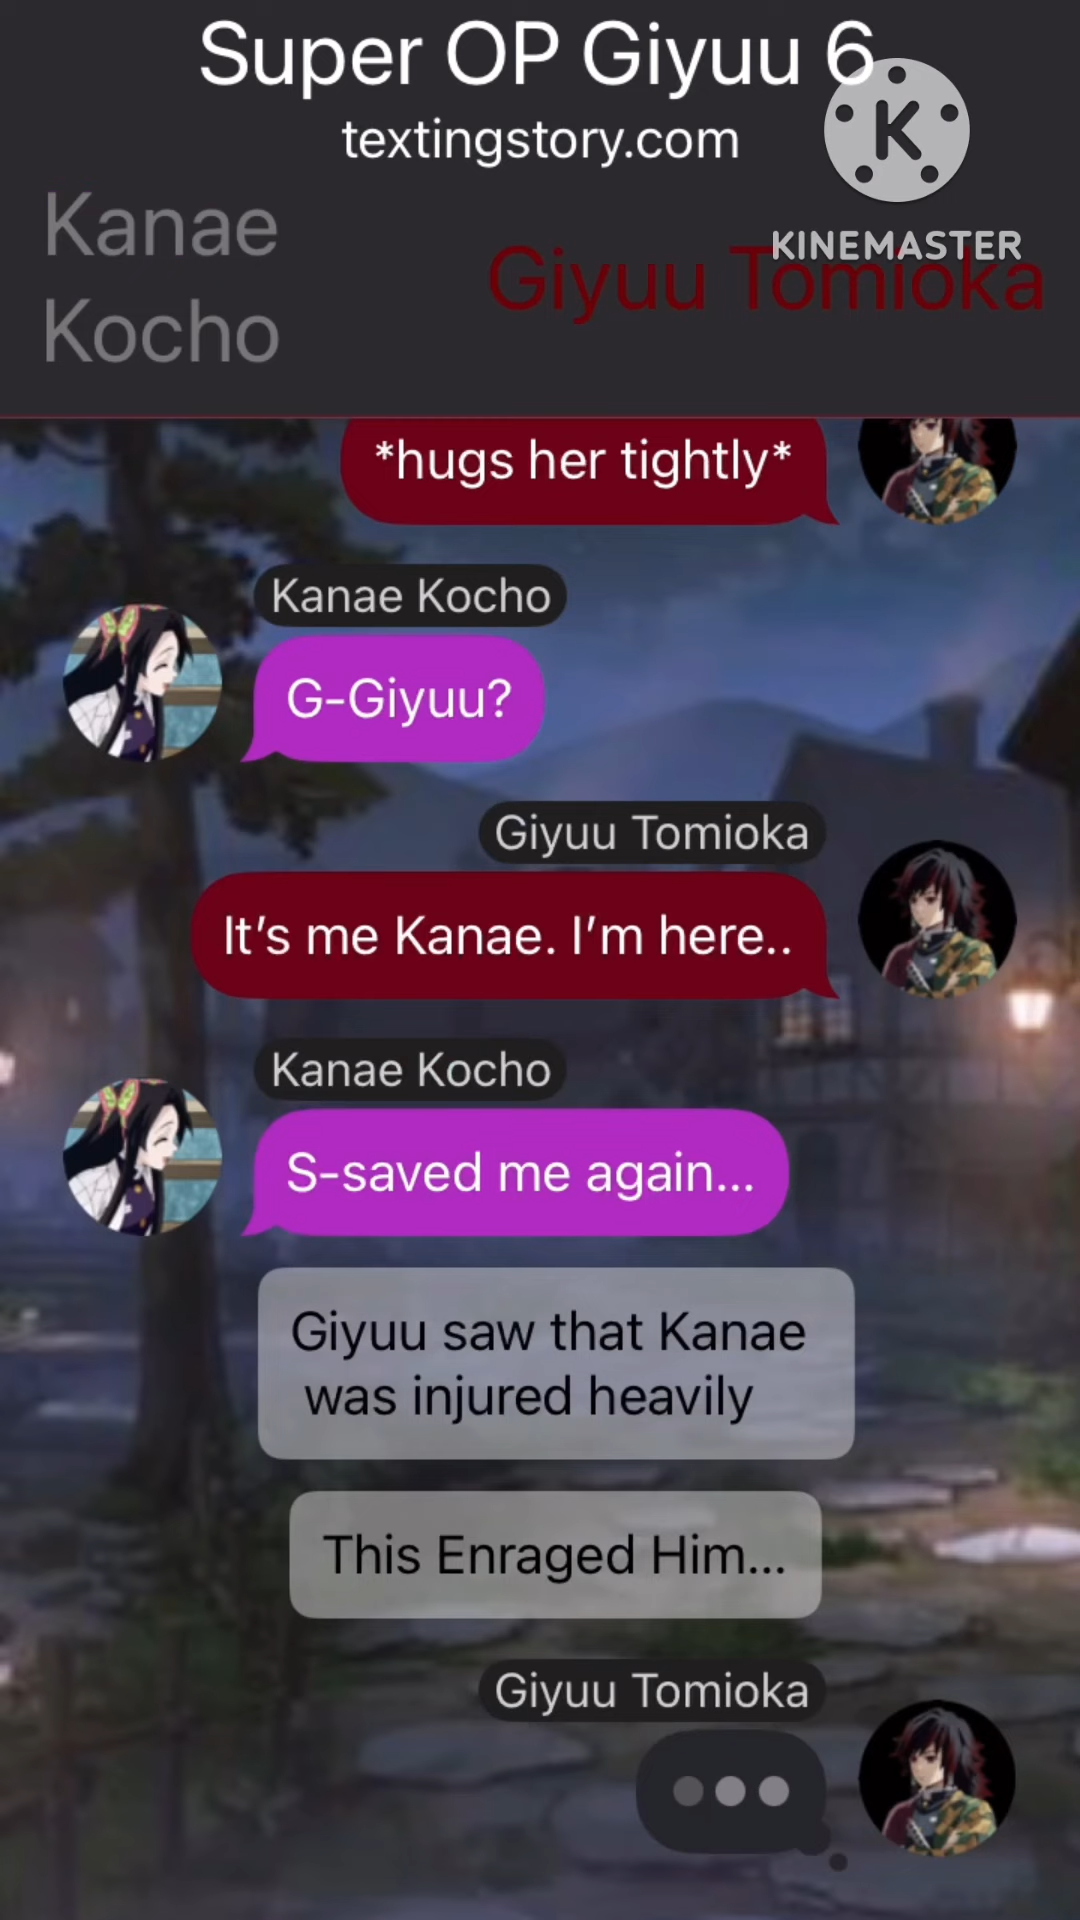 Super OP Giyuu 6
textingstory.com
K
KINEMASTER
Kanae
Kocho
Giyuu Tomioka
*hugs her tightly*
Kanae Kocho
G-Giyuu?
Giyuu Tomioka
It's me Kanae. I'm here..
Kanae Kocho
S-saved me again...
Giyuu saw that Kanae
was injured heavily
This Enraged Him...
Giyuu Tomioka